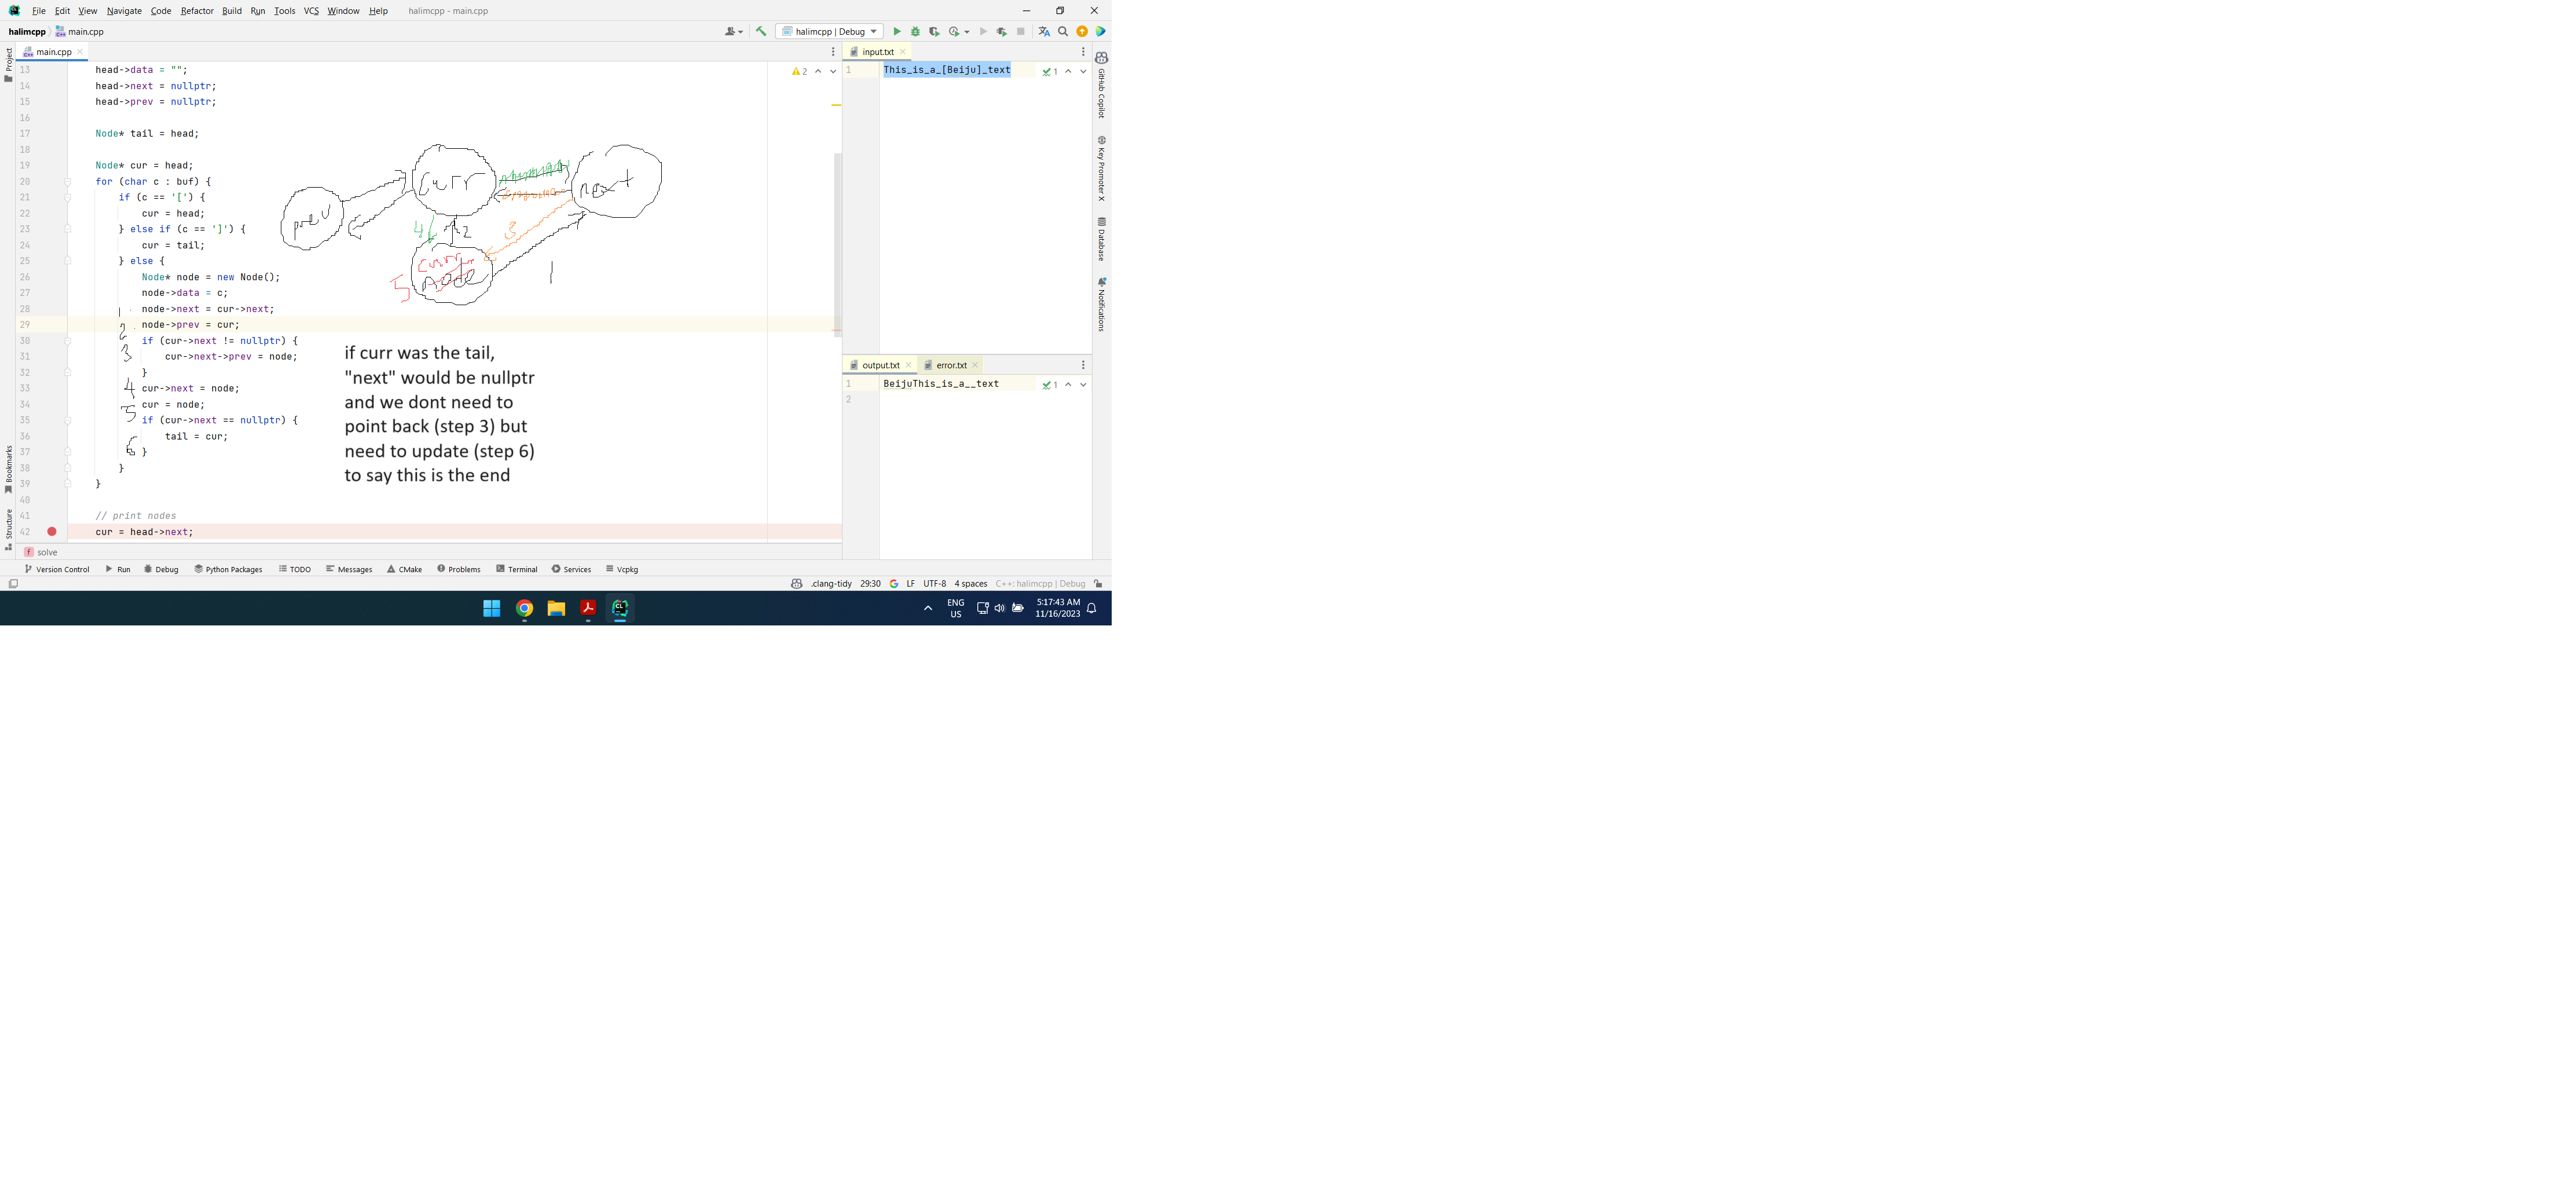 File Edit View Navigate Code Refactor Build Run Tools VCS Window Help halimcpp - main.cpp
halimcpp main.cpp
halimcpp | Debug
Project
main.cpp
13 head->data = "";
14 head->next = nullptr;
15 head->prev = nullptr;
16
17 Node* tail = head;
18
19 Node* cur = head;
20 for (char c : buf) {
21 if (c == '[') {
22 cur = head;
23 } else if (c == ']') {
24 cur = tail;
25 } else {
26 Node* node = new Node();
27 node->data = c;
28 1 node->next = cur->next;
29 2 node->prev = cur;
30 if (cur->next != nullptr) {
31 3 cur->next->prev = node;
32 }
33 4 cur->next = node;
34 5 cur = node;
35 if (cur->next == nullptr) {
36 tail = cur;
37 6 }
38 }
39 }
40
41 // print nodes
42 cur = head->next;
2
prev
curr
next
node
curr
1
2
3
4
5
if curr was the tail,
"next" would be nullptr
and we dont need to
point back (step 3) but
need to update (step 6)
to say this is the end
input.txt
1 This_is_a_[Beiju]_text 1
output.txt error.txt
1 BeijuThis_is_a__text 1
2
GitHub Copilot
Key Promoter X
Database
Notifications
Bookmarks
Structure
f solve
Version Control Run Debug Python Packages TODO Messages CMake Problems Terminal Services Vcpkg
.clang-tidy 29:30 LF UTF-8 4 spaces C++: halimcpp | Debug
ENG
US
5:17:43 AM
11/16/2023